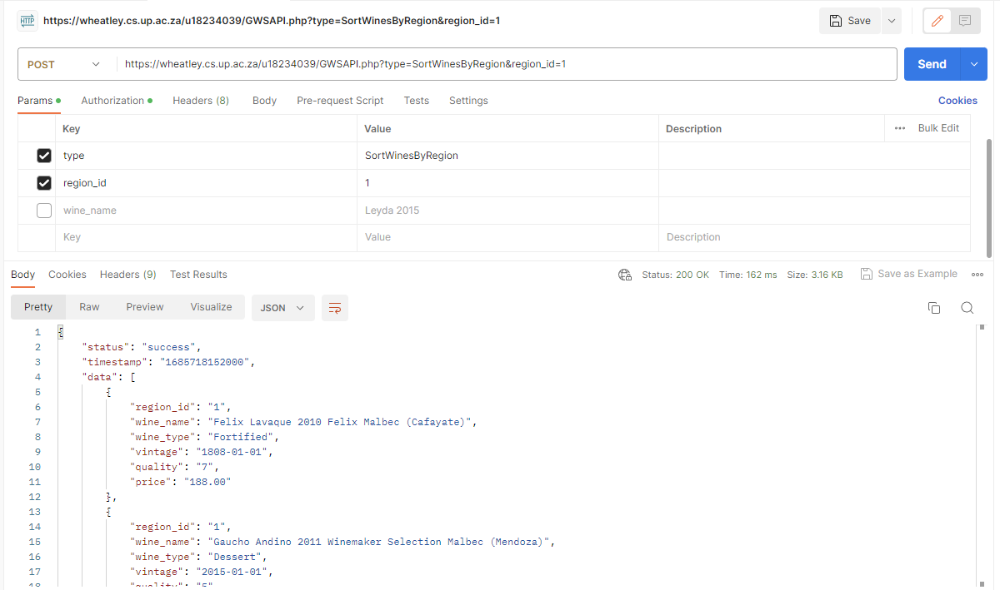 HTTP https://wheatley.cs.up.ac.za/u18234039/GWSAPI.php?type=SortWinesByRegion&region_id=1 Save
POST https://wheatley.cs.up.ac.za/u18234039/GWSAPI.php?type=SortWinesByRegion&region_id=1 Send
Params Authorization Headers (8) Body Pre-request Script Tests Settings Cookies
Key Value Description ••• Bulk Edit
type SortWinesByRegion
region_id 1
wine_name Leyda 2015
Key Value Description
Body Cookies Headers (9) Test Results Status: 200 OK Time: 162 ms Size: 3.16 KB Save as Example
Pretty Raw Preview Visualize JSON
1 {
2 "status": "success",
3 "timestamp": "1685718152000",
4 "data": [
5 {
6 "region_id": "1",
7 "wine_name": "Felix Lavaque 2010 Felix Malbec (Cafayate)",
8 "wine_type": "Fortified",
9 "vintage": "1808-01-01",
10 "quality": "7",
11 "price": "188.00"
12 },
13 {
14 "region_id": "1",
15 "wine_name": "Gaucho Andino 2011 Winemaker Selection Malbec (Mendoza)",
16 "wine_type": "Dessert",
17 "vintage": "2015-01-01",
18 "quality": "5"